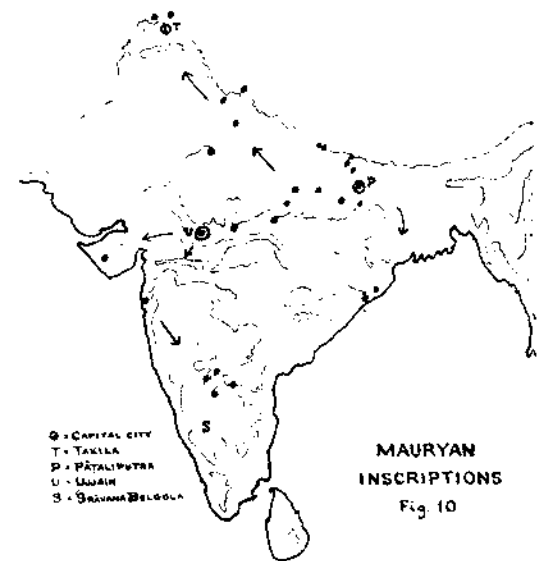 T
P
U
S
⊙ = CAPITAL CITY
T = TAXILA
P = PĀTALIPUTRA
U = UJJAIN
S = ŚRAVANA BELGOLA
MAURYAN
INSCRIPTIONS
Fig. 10